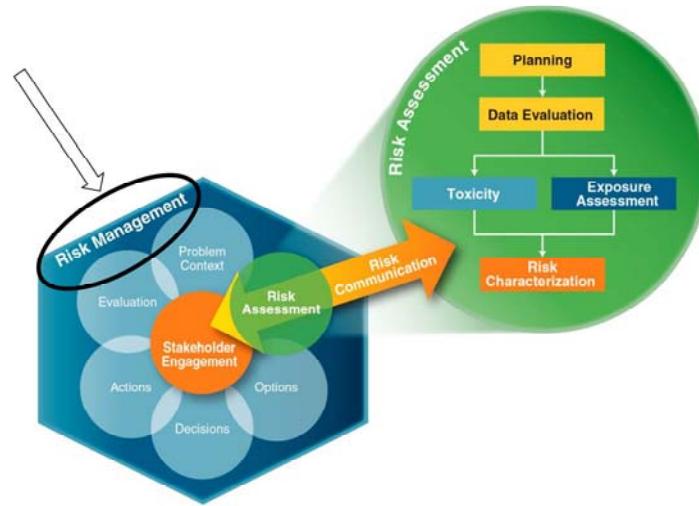 Risk Assessment
Planning
Data Evaluation
Toxicity
Exposure
Assessment
Risk
Characterization
Risk Management
Problem
Context
Evaluation
Risk
Assessment
Risk
Communication
Stakeholder
Engagement
Actions
Options
Decisions